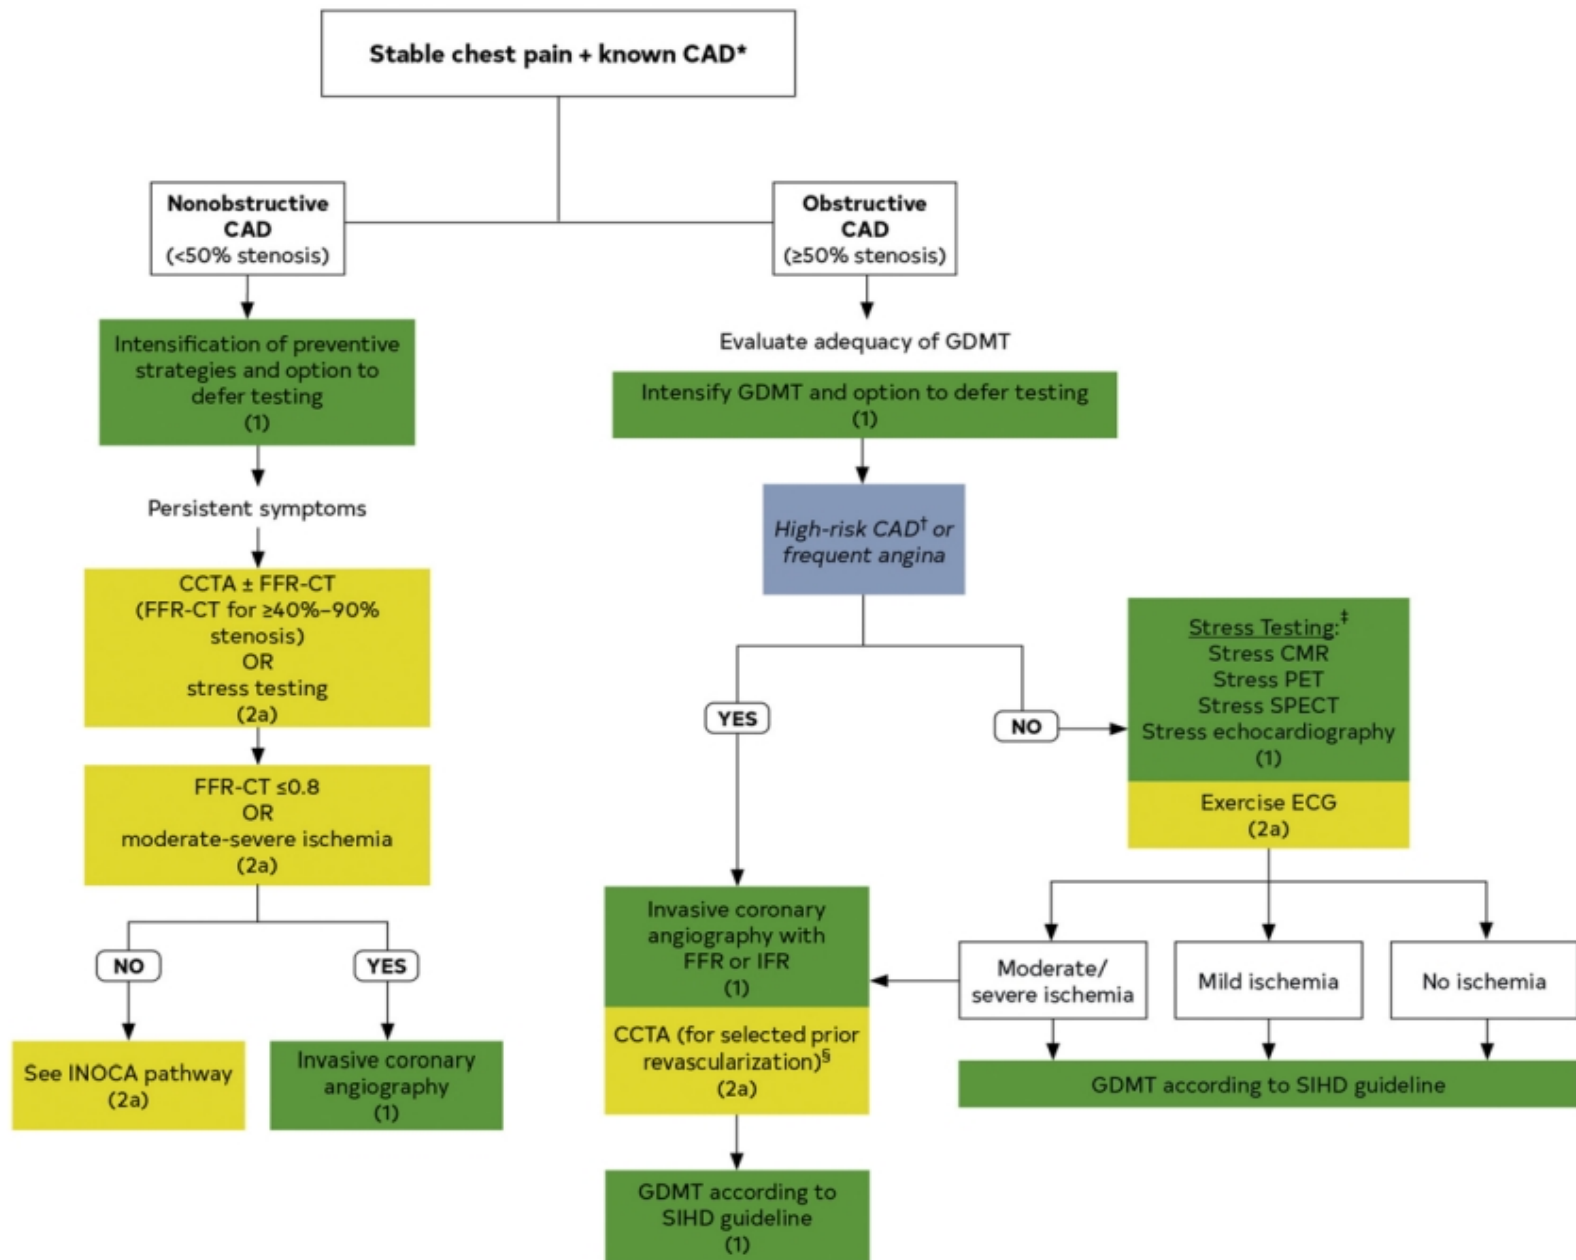 Stable chest pain + known CAD*
Nonobstructive
CAD
(<50% stenosis)
Intensification of preventive
strategies and option to
defer testing
(1)
Persistent symptoms
CCTA ± FFR-CT
(FFR-CT for ≥40%–90%
stenosis)
OR
stress testing
(2a)
FFR-CT ≤0.8
OR
moderate-severe ischemia
(2a)
NO
YES
See INOCA pathway
(2a)
Invasive coronary
angiography
(1)
Obstructive
CAD
(≥50% stenosis)
Evaluate adequacy of GDMT
Intensify GDMT and option to defer testing
(1)
High-risk CAD† or
frequent angina
YES
NO
Stress Testing:‡
Stress CMR
Stress PET
Stress SPECT
Stress echocardiography
(1)
Exercise ECG
(2a)
Invasive coronary
angiography with
FFR or IFR
(1)
CCTA (for selected prior
revascularization)§
(2a)
Moderate/
severe ischemia
Mild ischemia
No ischemia
GDMT according to SIHD guideline
GDMT according to
SIHD guideline
(1)